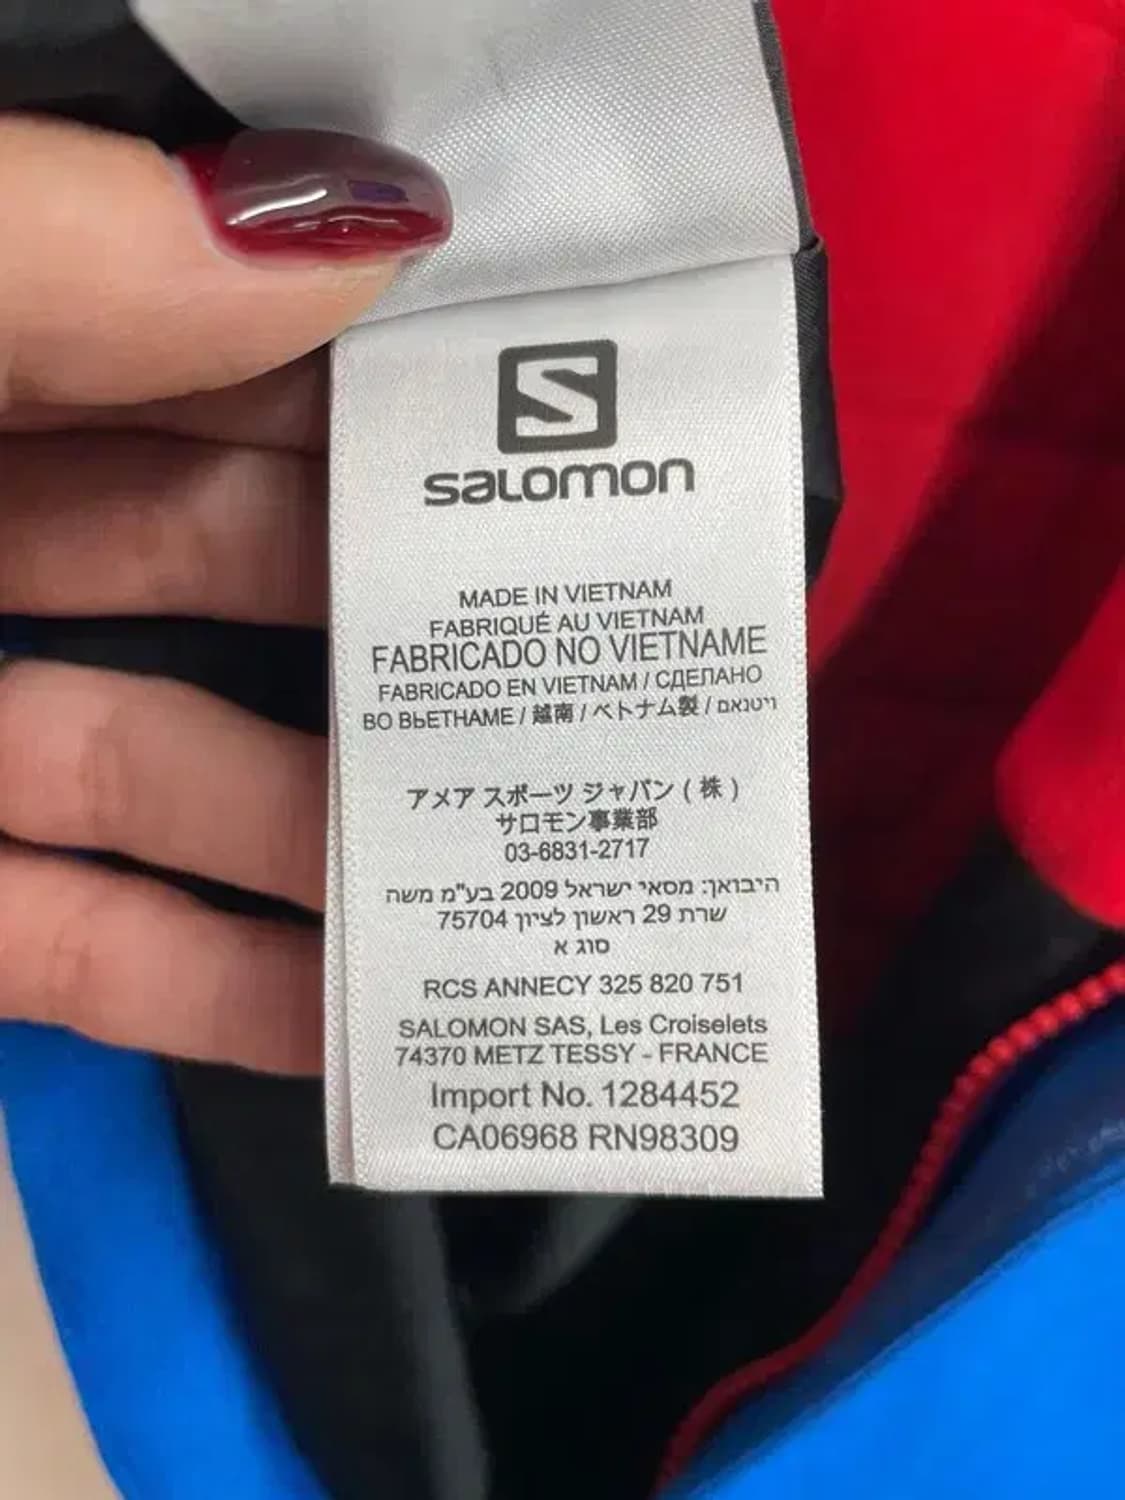 S
salomon
MADE IN VIETNAM
FABRIQUÉ AU VIETNAM
FABRICADO NO VIETNAME
FABRICADO EN VIETNAM / СДЕЛАНО
ВО ВЬЕТНАМЕ / 越南 / ベトナム製 / וייטנאם
アメア スポーツ ジャパン ( 株 )
サロモン事業部
03-6831-2717
היבואן: מסאי ישראל 2009 בע"מ משה
שרת 29 ראשון לציון 75704
סוג א
RCS ANNECY 325 820 751
SALOMON SAS, Les Croiselets
74370 METZ TESSY - FRANCE
Import No. 1284452
CA06968 RN98309